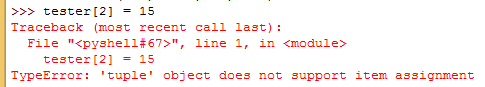 >>> tester[2] = 15
Traceback (most recent call last):
  File "<pyshell#67>", line 1, in <module>
    tester[2] = 15
TypeError: 'tuple' object does not support item assignment